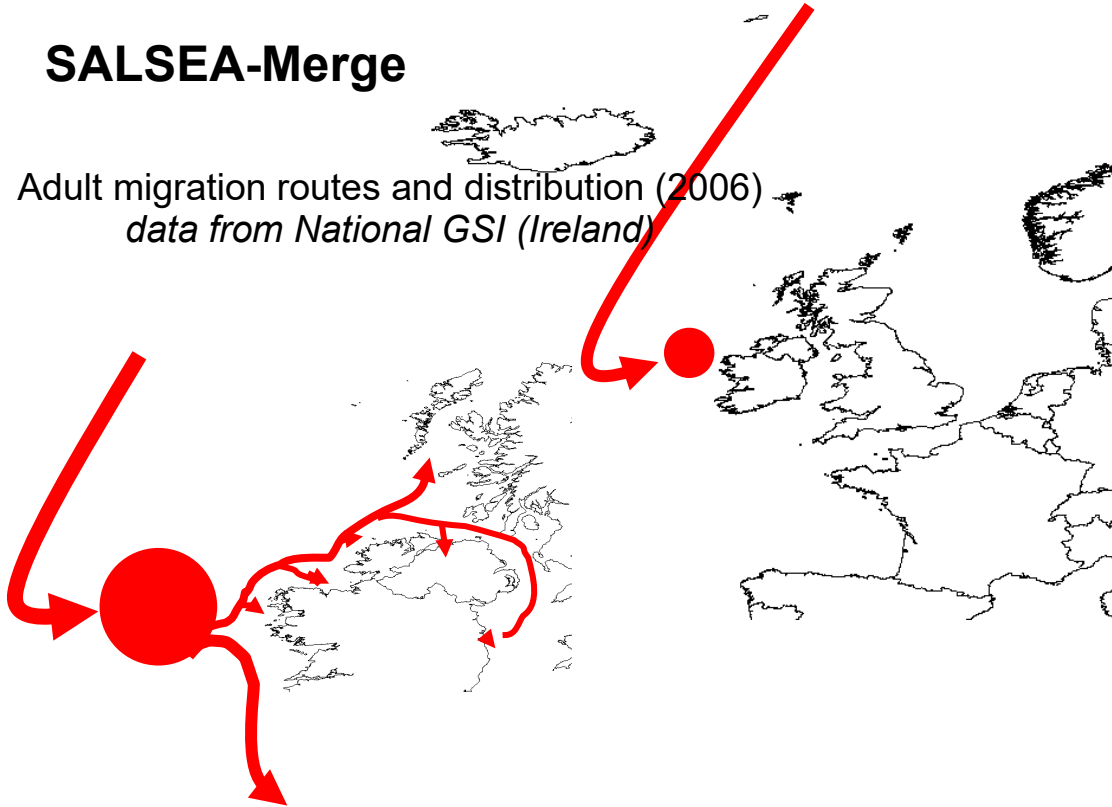 SALSEA-Merge
Adult migration routes and distribution (2006)
data from National GSI (Ireland)